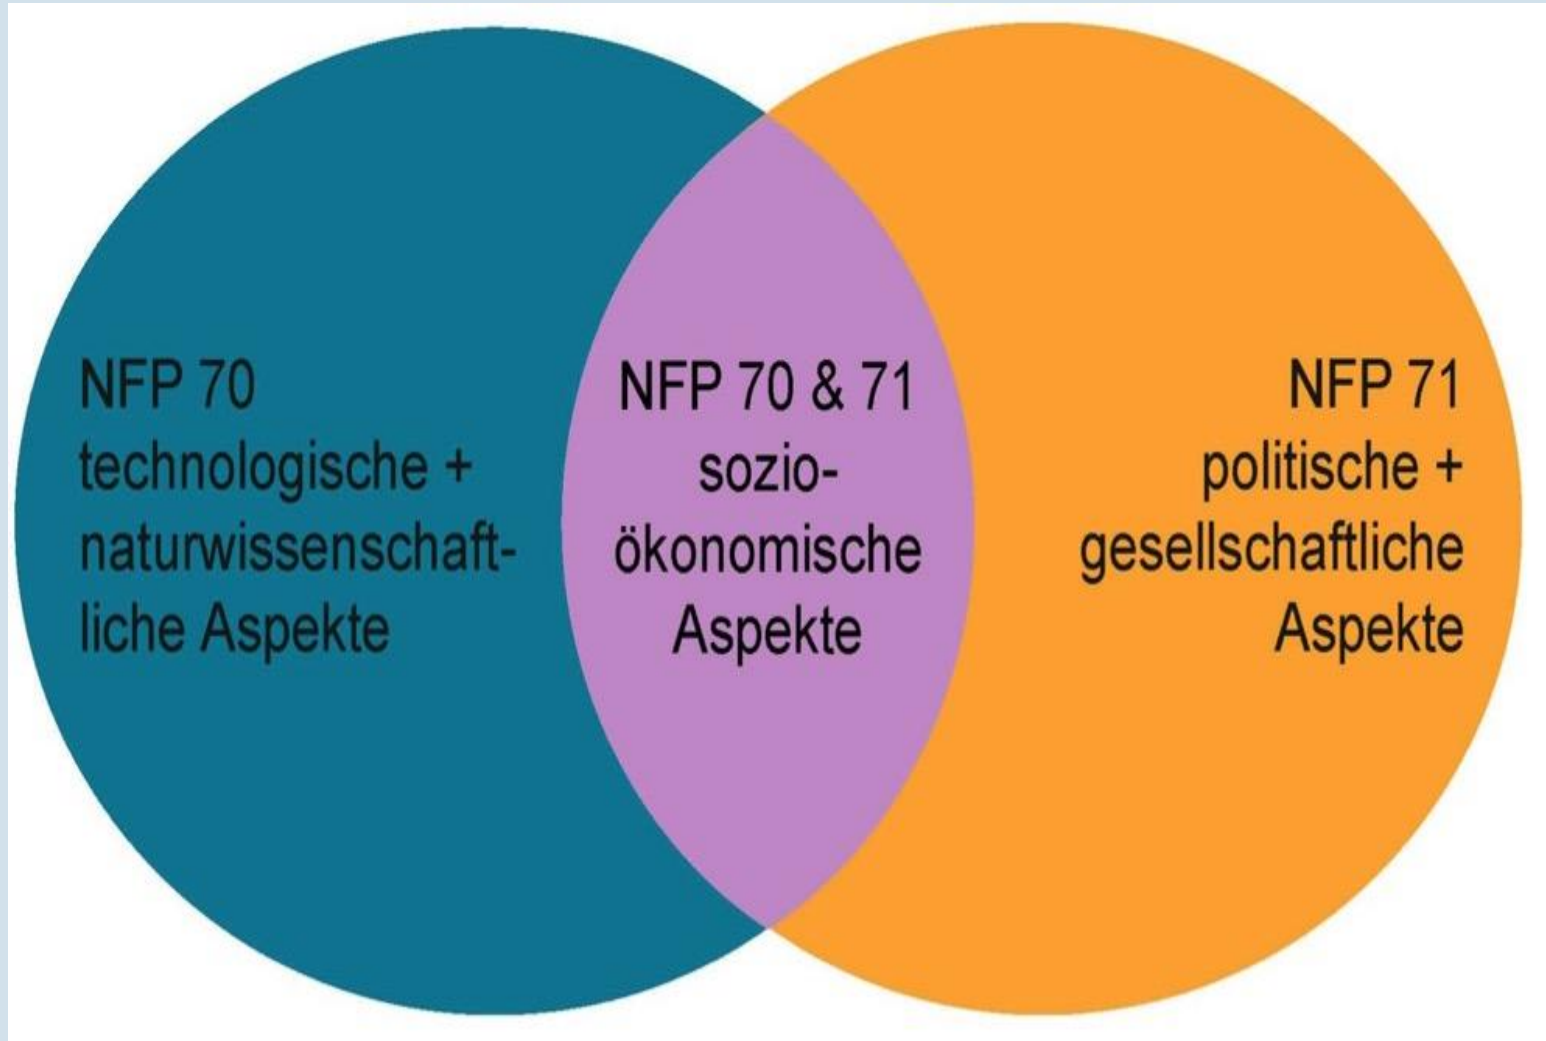 NFP 70
technologische +
naturwissenschaft-
liche Aspekte
NFP 70 & 71
sozio-
ökonomische
Aspekte
NFP 71
politische +
gesellschaftliche
Aspekte